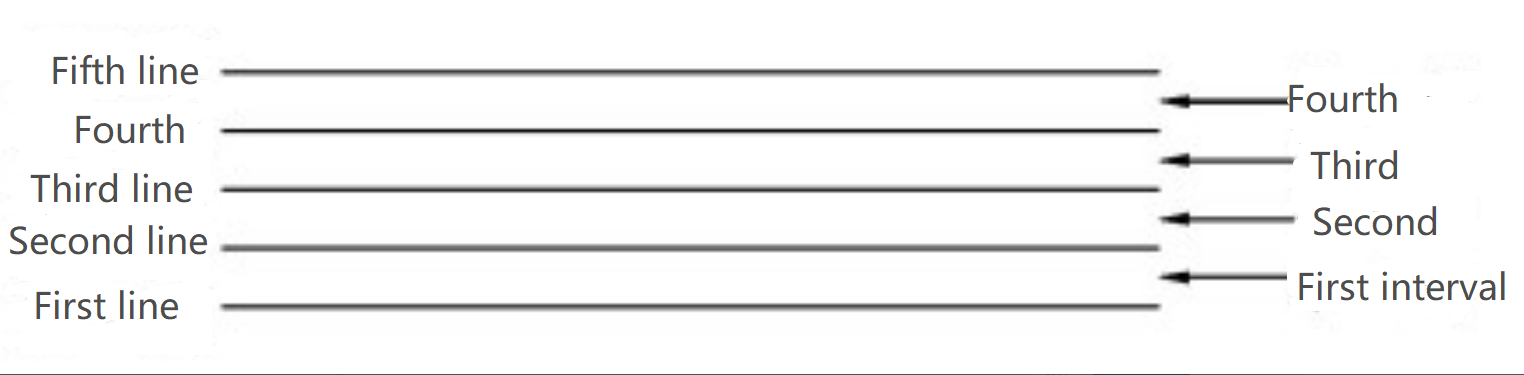 Fifth line
Fourth
Fourth
Third line
Third
Second line
Second
First line
First interval